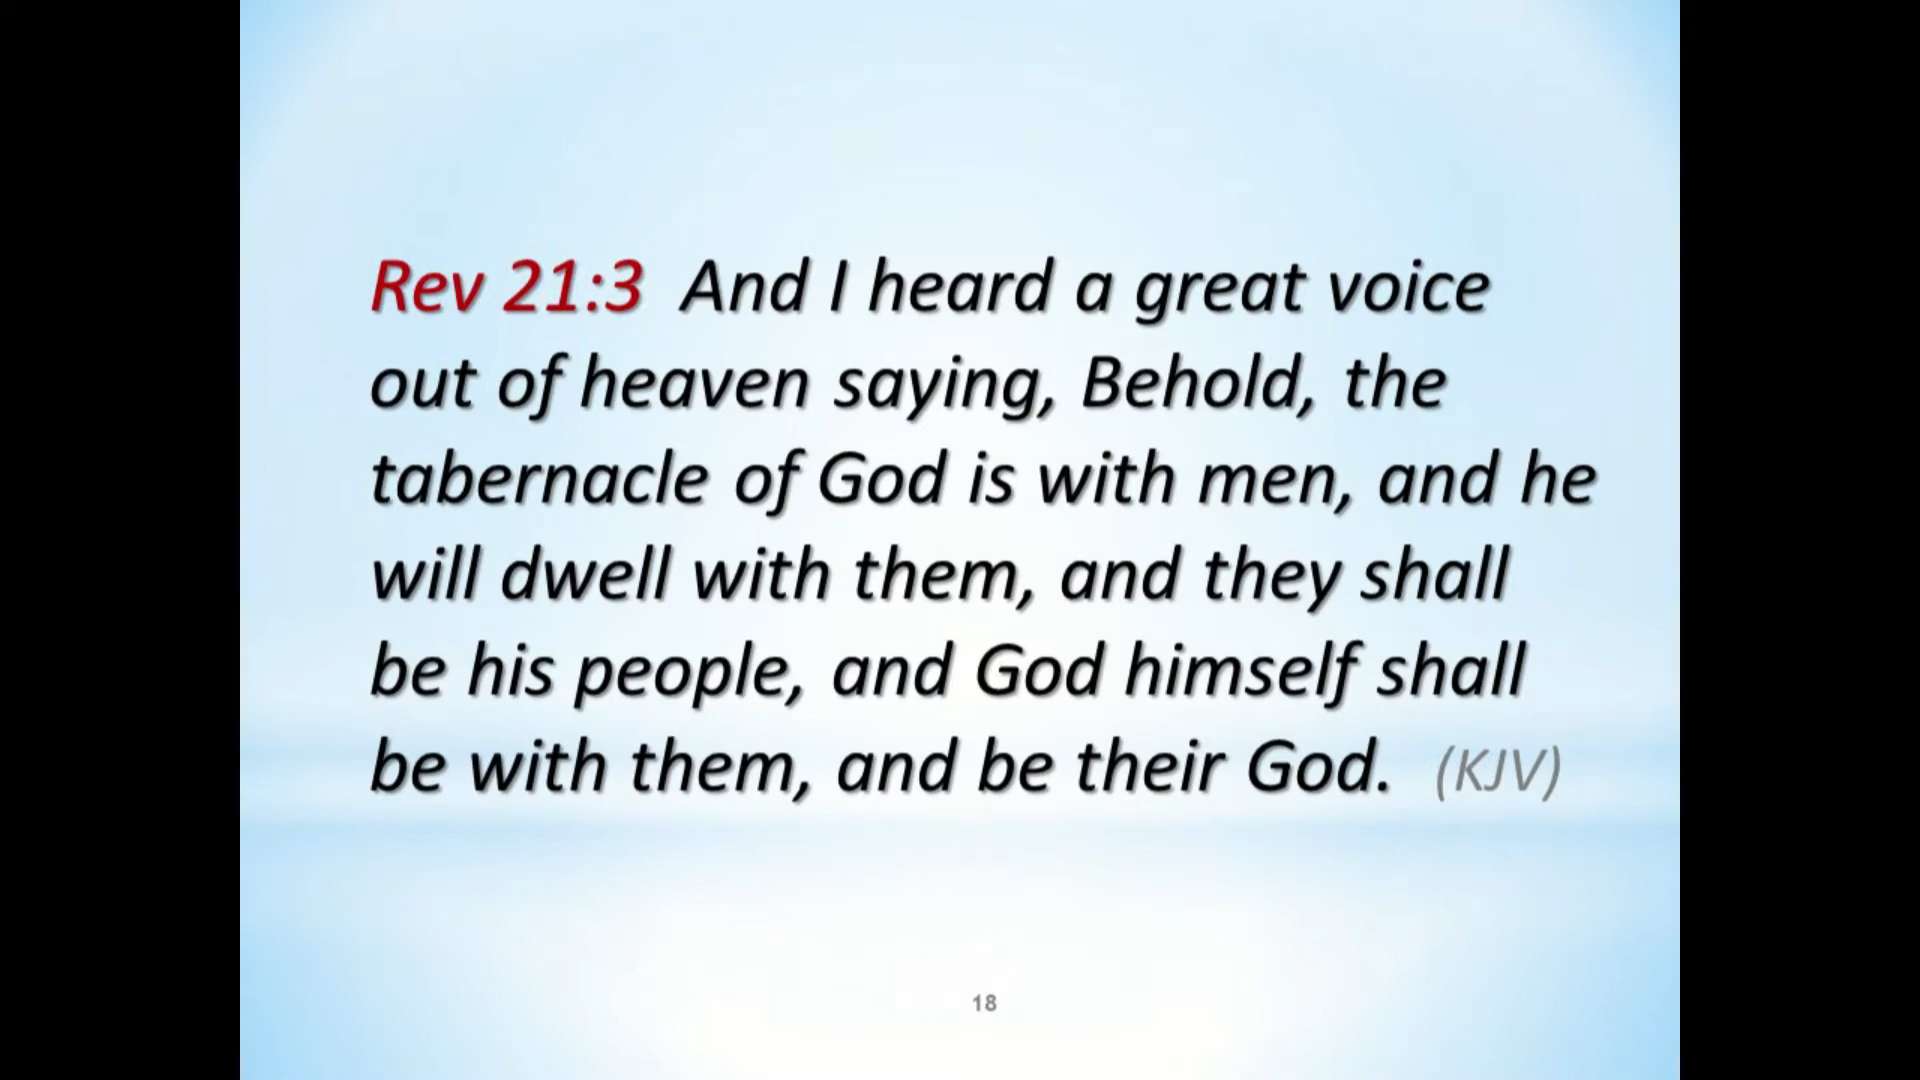 Rev 21:3 And I heard a great voice
out of heaven saying, Behold, the
tabernacle of God is with men, and he
will dwell with them, and they shall
be his people, and God himself shall
be with them, and be their God. (KJV)
18